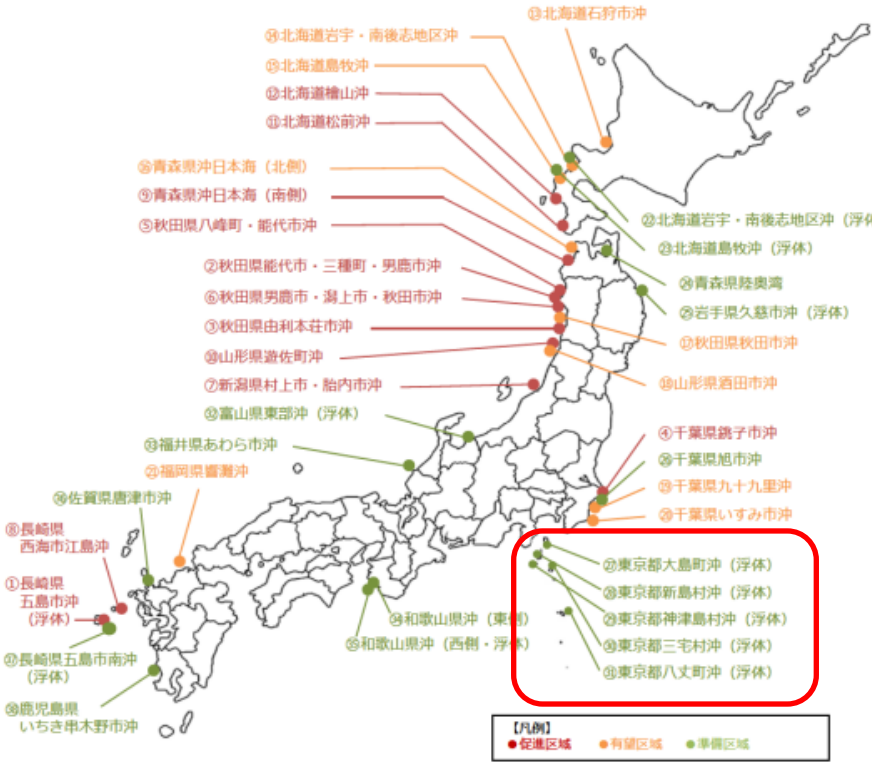 ⑬北海道石狩市沖
⑭北海道岩宇・南後志地区沖
⑮北海道島牧沖
⑫北海道檜山沖
⑪北海道松前沖
⑯青森県沖日本海（北側）
⑨青森県沖日本海（南側）
⑤秋田県八峰町・能代市沖
②秋田県能代市・三種町・男鹿市沖
⑥秋田県男鹿市・潟上市・秋田市沖
③秋田県由利本荘市沖
⑩山形県遊佐町沖
⑦新潟県村上市・胎内市沖
㉜富山県東部沖（浮体）
㉝福井県あわら市沖
㉑福岡県響灘沖
㊱佐賀県唐津市沖
⑧長崎県
西海市江島沖
①長崎県
五島市沖
（浮体）
㊲長崎県五島市南沖
（浮体）
㊳鹿児島県
いちき串木野市沖
㉒北海道岩宇・南後志地区沖（浮体
㉓北海道島牧沖（浮体）
㉔青森県陸奥湾
㉕岩手県久慈市沖（浮体）
⑰秋田県秋田市沖
⑱山形県酒田市沖
④千葉県銚子市沖
㉖千葉県旭市沖
⑲千葉県九十九里沖
⑳千葉県いすみ市沖
㉗東京都大島町沖（浮体）
㉘東京都新島村沖（浮体）
㉙東京都神津島村沖（浮体）
㉚東京都三宅村沖（浮体）
㉛東京都八丈町沖（浮体）
㉞和歌山県沖（東側）
㉟和歌山県沖（西側・浮体）
【凡例】
●促進区域 ●有望区域 ●準備区域